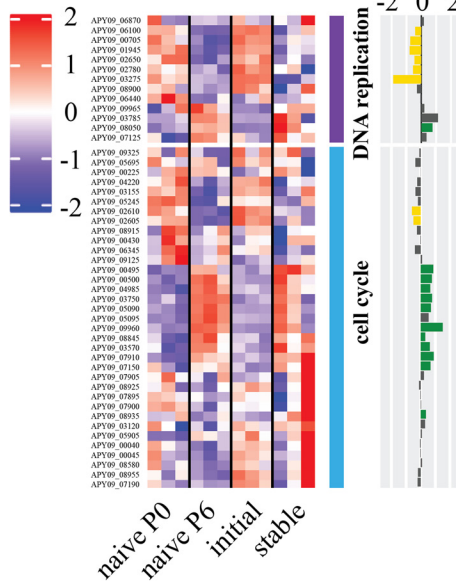 -2 0 2
2
1
0
-1
-2
APY09_06870
APY09_06100
APY09_00705
APY09_01945
APY09_02650
APY09_02780
APY09_03275
APY09_08900
APY09_06440
APY09_09965
APY09_03785
APY09_08050
APY09_07125
DNA replication
APY09_09325
APY09_05695
APY09_00225
APY09_04220
APY09_03155
APY09_05245
APY09_02610
APY09_02605
APY09_08915
APY09_00430
APY09_06345
APY09_09125
APY09_00495
APY09_00500
APY09_04985
APY09_03750
APY09_05090
APY09_05095
APY09_09960
APY09_08845
APY09_03570
APY09_07910
APY09_07150
APY09_07905
APY09_08925
APY09_07895
APY09_07900
APY09_08935
APY09_03120
APY09_05905
APY09_00040
APY09_00045
APY09_08580
APY09_08955
APY09_07190
cell cycle
naive P0
naive P6
initial
stable